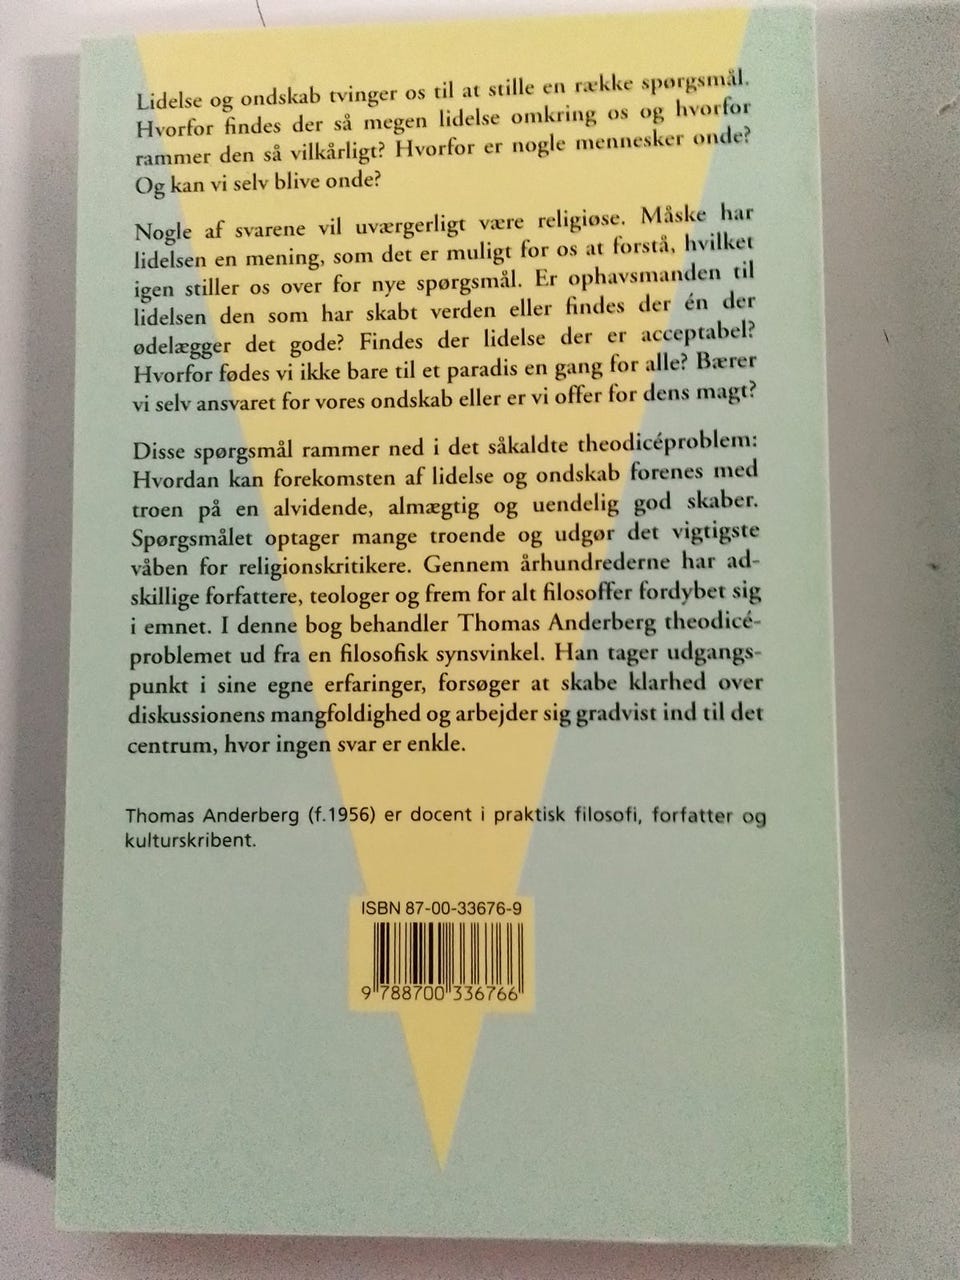 Lidelse og ondskab tvinger os til at stille en række spørgsmål.
Hvorfor findes der så megen lidelse omkring os og hvorfor
rammer den så vilkårligt? Hvorfor er nogle mennesker onde?
Og kan vi selv blive onde?
Nogle af svarene vil uværgerligt være religiøse. Måske har
lidelsen en mening, som det er muligt for os at forstå, hvilket
igen stiller os over for nye spørgsmål. Er ophavsmanden til
lidelsen den som har skabt verden eller findes der én der
ødelægger det gode? Findes der lidelse der er acceptabel?
Hvorfor fødes vi ikke bare til et paradis en gang for alle? Bærer
vi selv ansvaret for vores ondskab eller er vi offer for dens magt?
Disse spørgsmål rammer ned i det såkaldte theodicéproblem:
Hvordan kan forekomsten af lidelse og ondskab forenes med
troen på en alvidende, almægtig og uendelig god skaber.
Spørgsmålet optager mange troende og udgør det vigtigste
våben for religionskritikere. Gennem århundrederne har ad-
skillige forfattere, teologer og frem for alt filosoffer fordybet sig
i emnet. I denne bog behandler Thomas Anderberg theodicé-
problemet ud fra en filosofisk synsvinkel. Han tager udgangs-
punkt i sine egne erfaringer, forsøger at skabe klarhed over
diskussionens mangfoldighed og arbejder sig gradvist ind til det
centrum, hvor ingen svar er enkle.
Thomas Anderberg (f.1956) er docent i praktisk filosofi, forfatter og
kulturskribent.
ISBN 87-00-33676-9
9 788700 336766